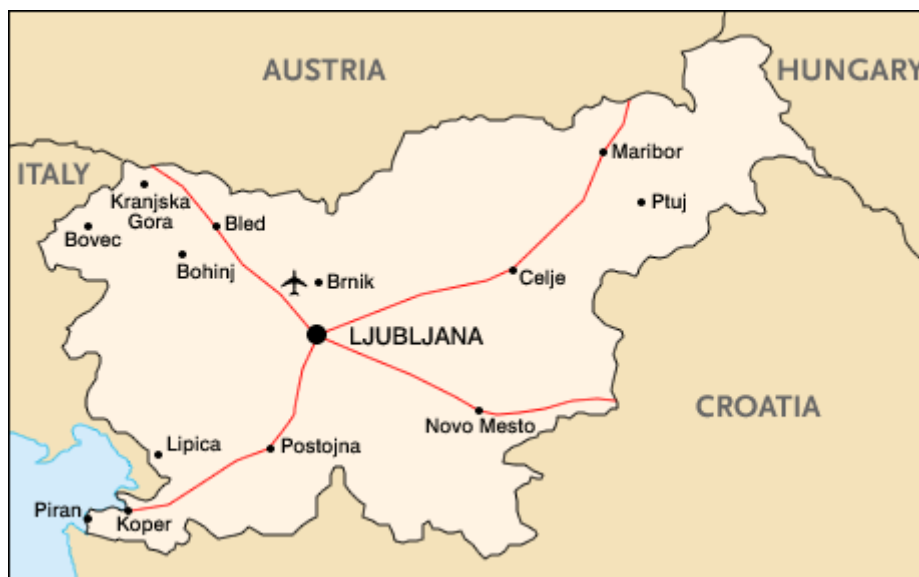 AUSTRIA
HUNGARY
ITALY
Maribor
Kranjska
Gora
Ptuj
Bled
Bovec
Bohinj
Brnik
Celje
LJUBLJANA
CROATIA
Novo Mesto
Lipica
Postojna
Piran
Koper